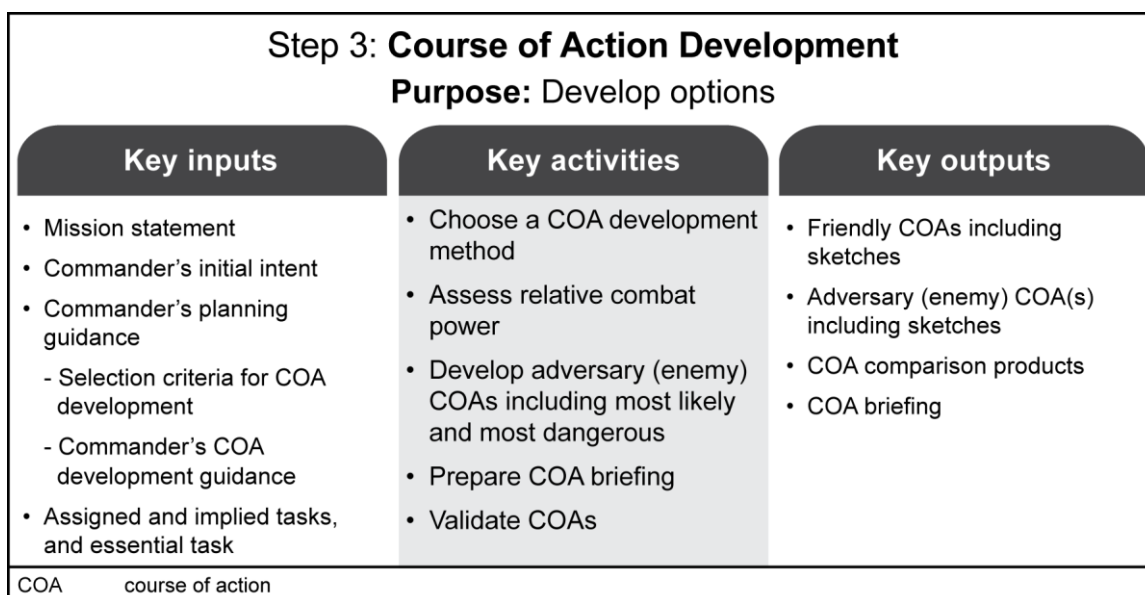 Step 3: Course of Action Development
Purpose: Develop options
Key inputs
• Mission statement
• Commander’s initial intent
• Commander’s planning
guidance
- Selection criteria for COA
development
- Commander’s COA
development guidance
• Assigned and implied tasks,
and essential task
Key activities
• Choose a COA development
method
• Assess relative combat
power
• Develop adversary (enemy)
COAs including most likely
and most dangerous
• Prepare COA briefing
• Validate COAs
Key outputs
• Friendly COAs including
sketches
• Adversary (enemy) COA(s)
including sketches
• COA comparison products
• COA briefing
COA course of action